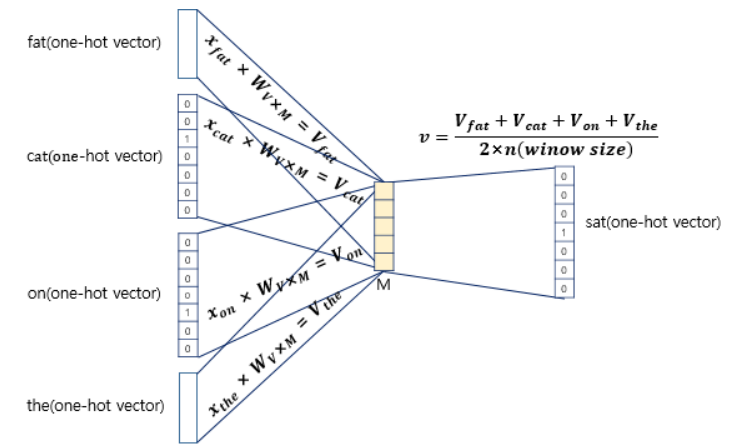 fat(one-hot vector)
x_fat × W_V×M = V_fat
cat(one-hot vector)
0
0
1
0
0
0
0
x_cat × W_V×M = V_cat
v = (V_fat + V_cat + V_on + V_the) / (2×n(winow size))
on(one-hot vector)
0
0
0
0
1
0
0
x_on × W_V×M = V_on
the(one-hot vector)
x_the × W_V×M = V_the
M
0
0
0
1
0
0
0
sat(one-hot vector)